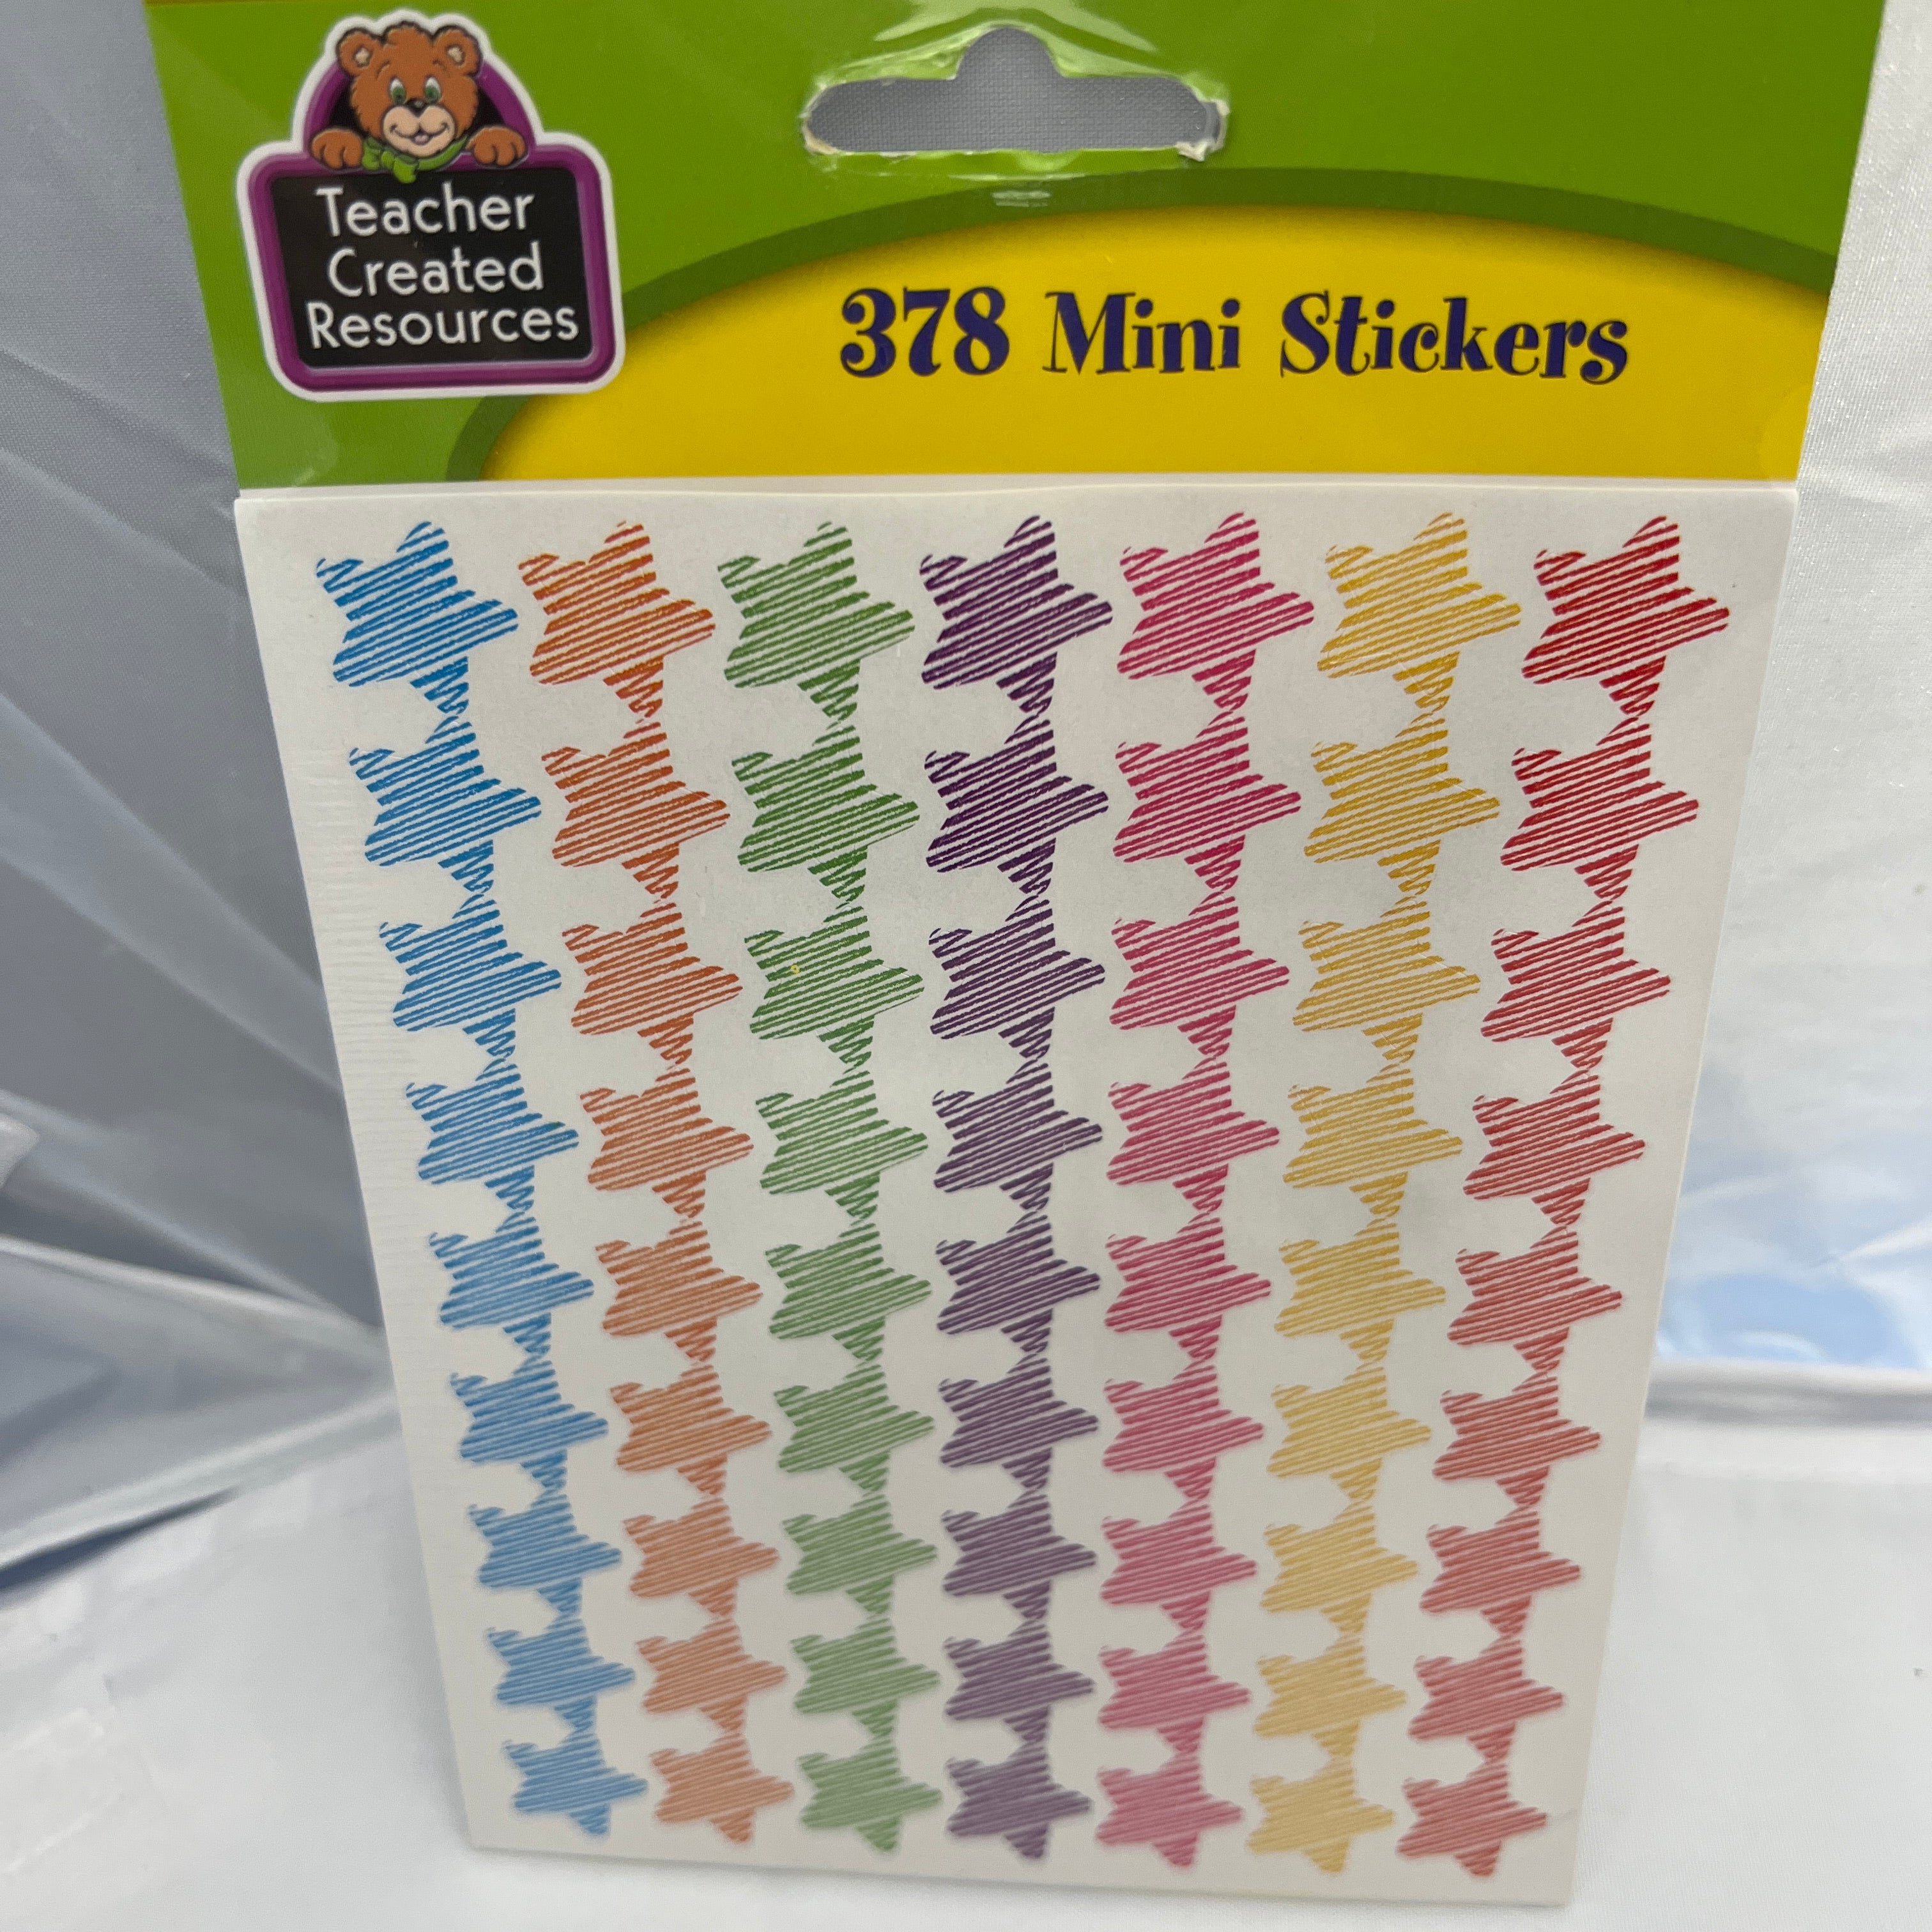 Teacher
Created
Resources
378 Mini Stickers